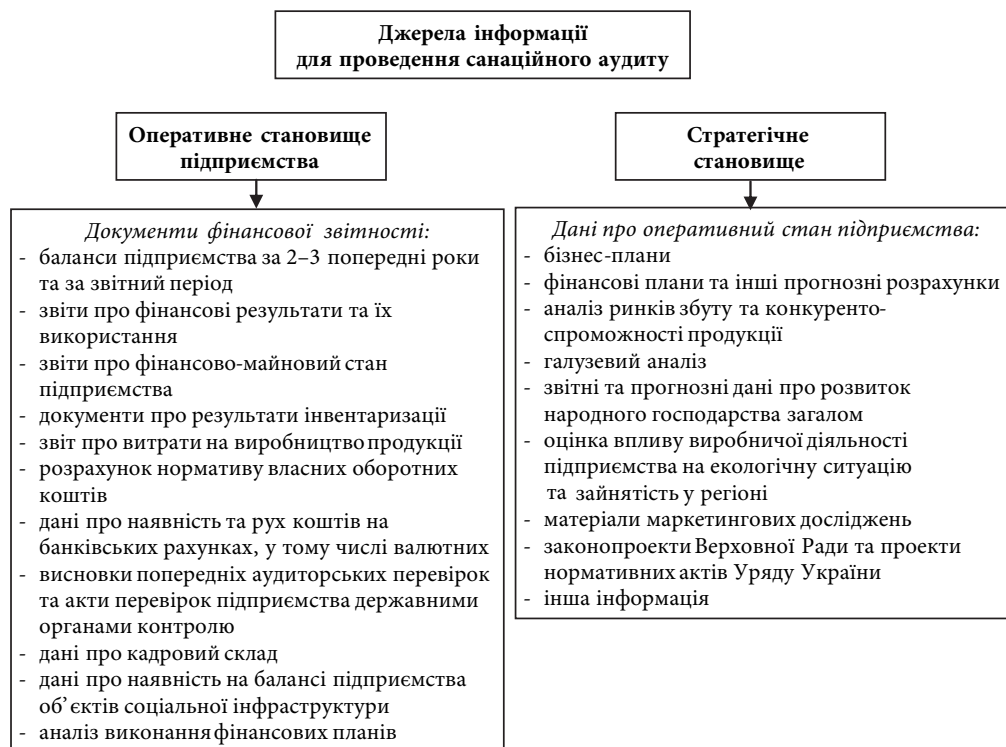 Джерела інформації
для проведення санаційного аудиту
Оперативне становище
підприємства
Документи фінансової звітності:
- баланси підприємства за 2–3 попередні роки
та за звітний період
- звіти про фінансові результати та їх
використання
- звіти про фінансово-майновий стан
підприємства
- документи про результати інвентаризації
- звіт про витрати на виробництво продукції
- розрахунок нормативу власних оборотних
коштів
- дані про наявність та рух коштів на
банківських рахунках, у тому числі валютних
- висновки попередніх аудиторських перевірок
та акти перевірок підприємства державними
органами контролю
- дані про кадровий склад
- дані про наявність на балансі підприємства
об’єктів соціальної інфраструктури
- аналіз виконання фінансових планів
Стратегічне
становище
Дані про оперативний стан підприємства:
- бізнес-плани
- фінансові плани та інші прогнозні розрахунки
- аналіз ринків збуту та конкуренто-
спроможності продукції
- галузевий аналіз
- звітні та прогнозні дані про розвиток
народного господарства загалом
- оцінка впливу виробничої діяльності
підприємства на екологічну ситуацію
та зайнятість у регіоні
- матеріали маркетингових досліджень
- законопроекти Верховної Ради та проекти
нормативних актів Уряду України
- інша інформація